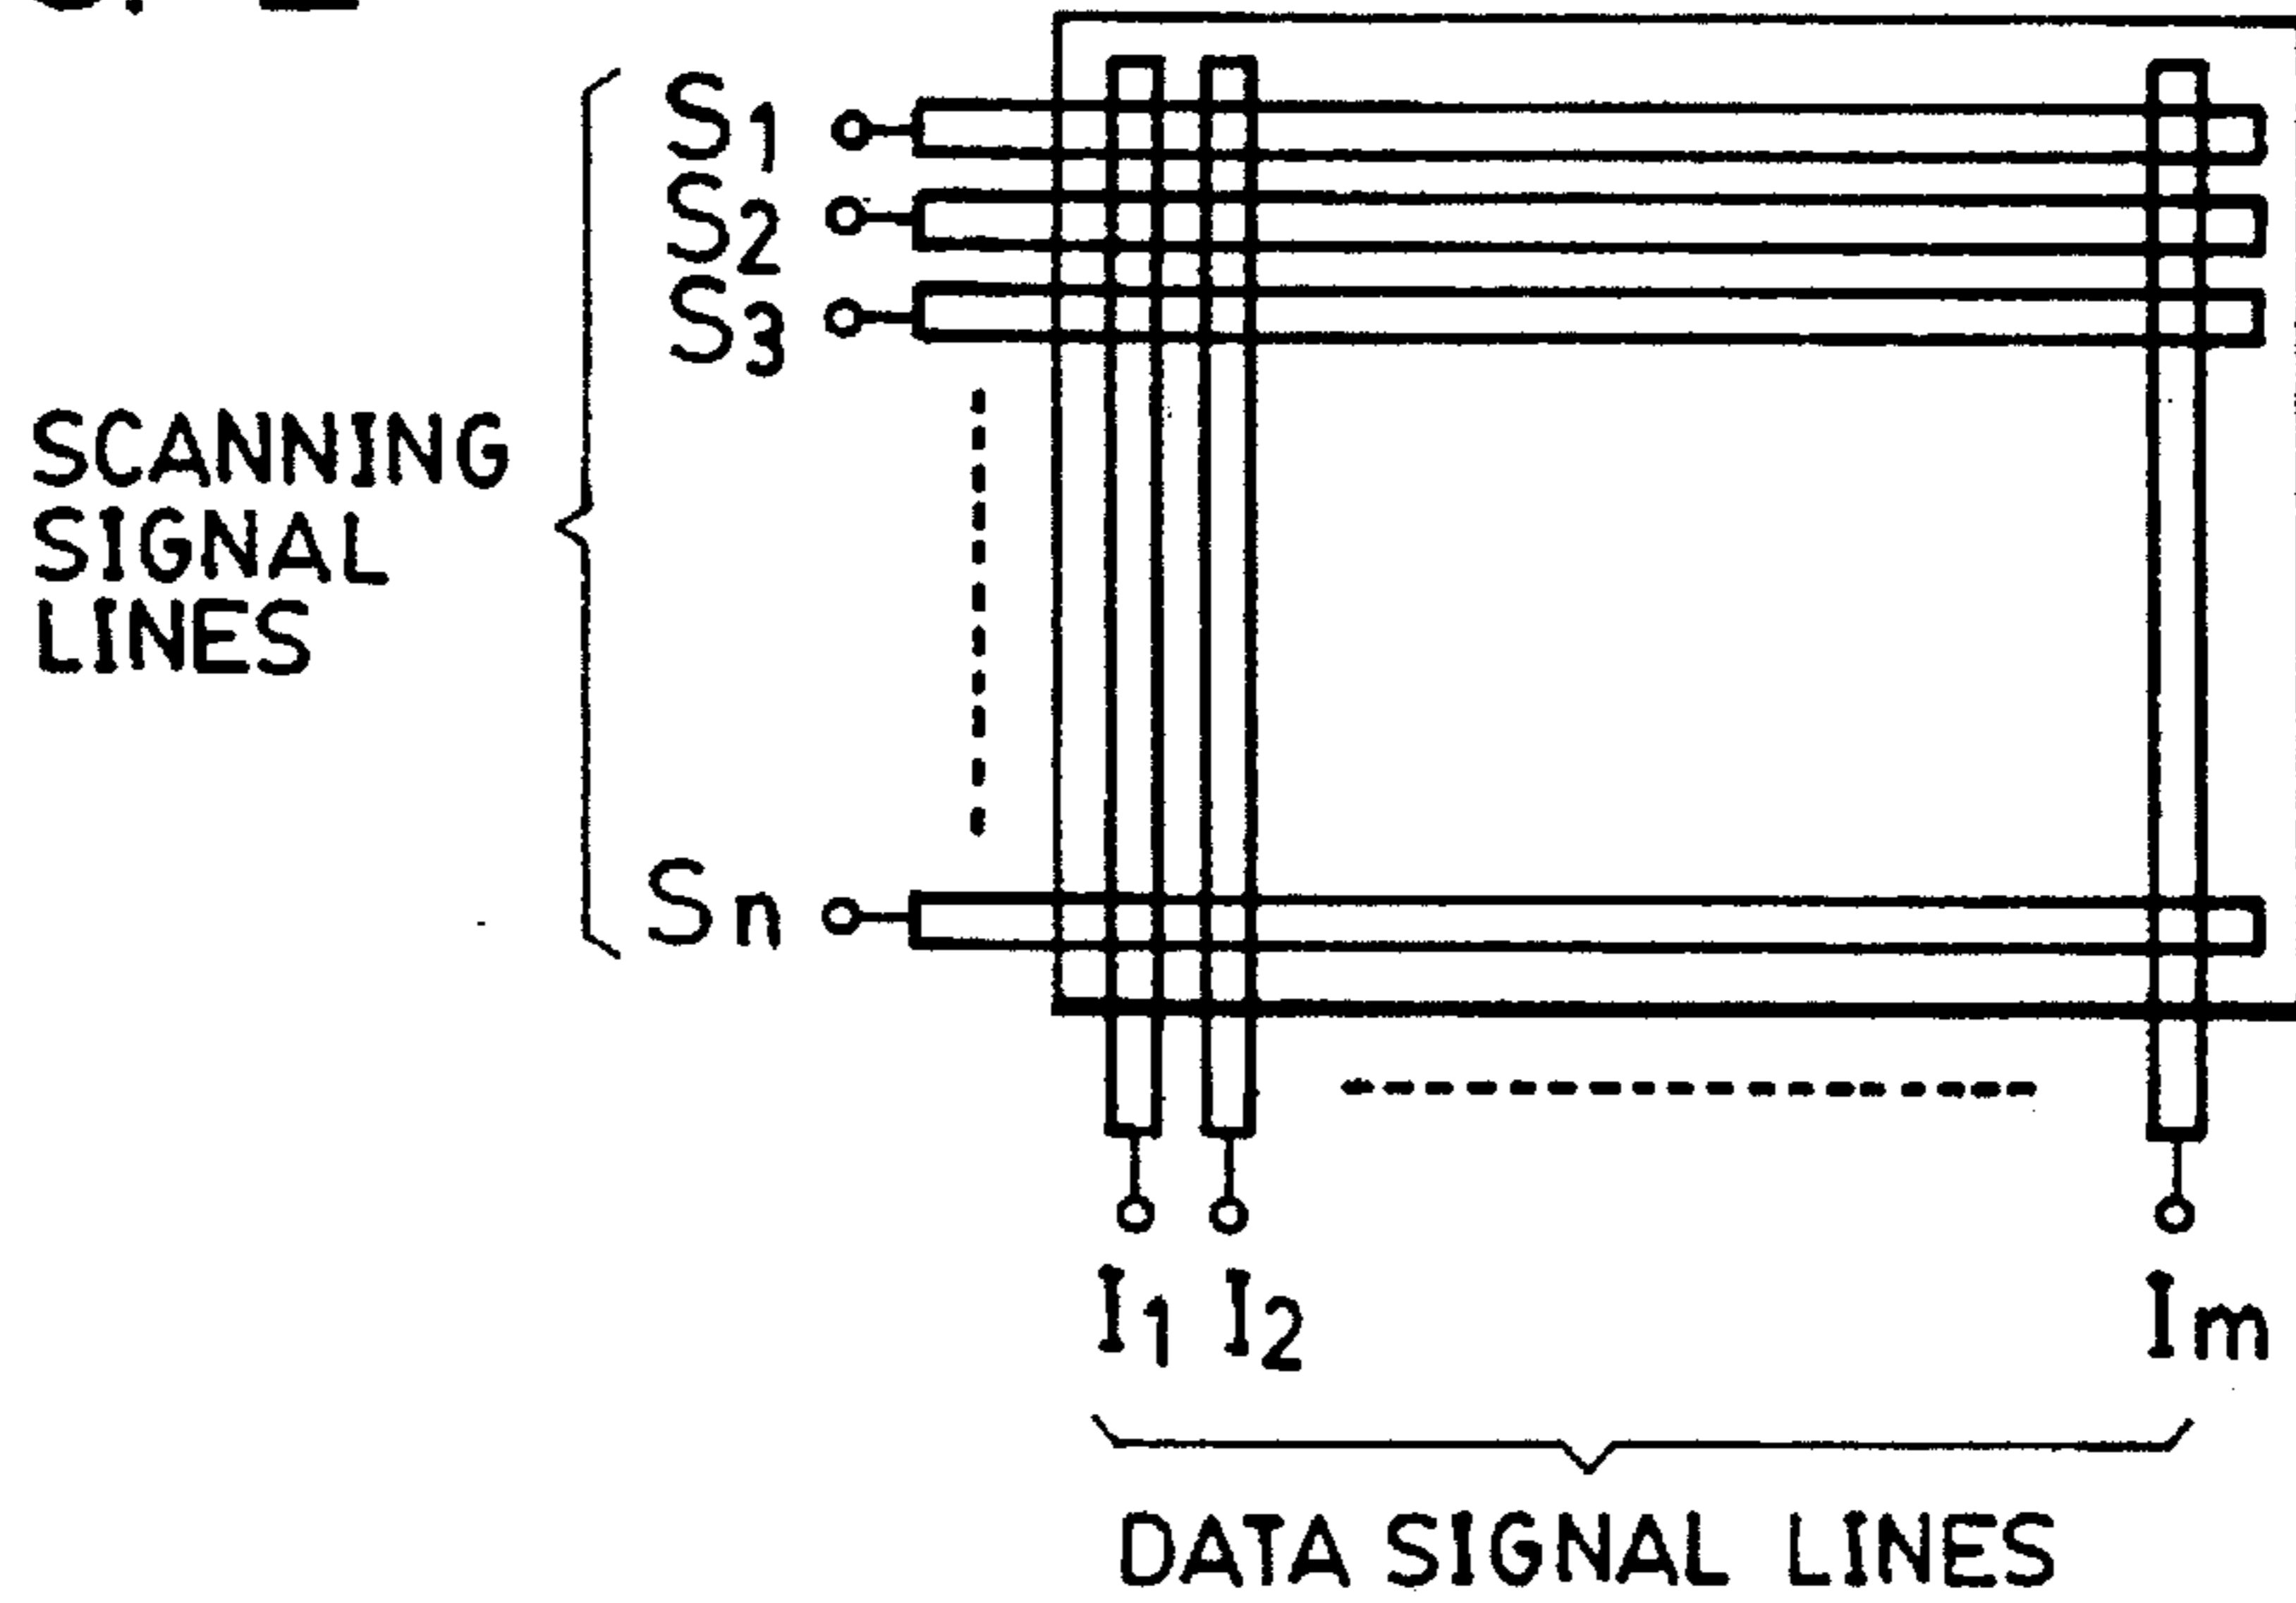 S1
S2
S3
SCANNING
SIGNAL
LINES
Sn
I1 I2 Im
DATA SIGNAL LINES